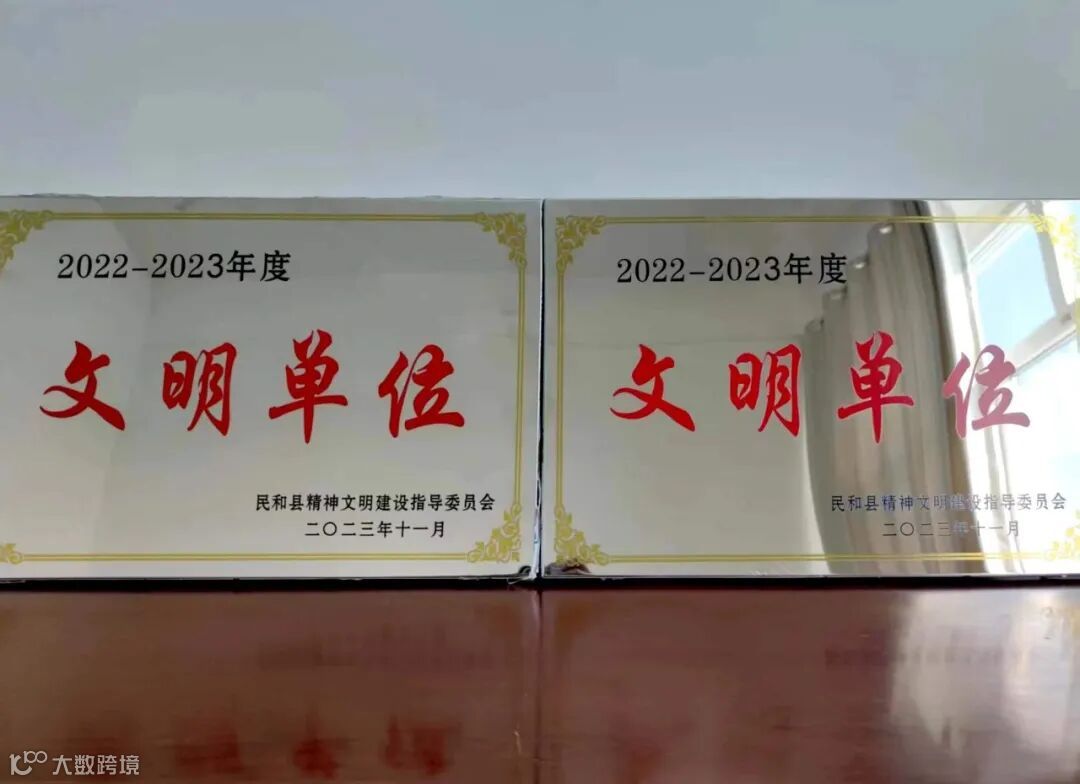 2022-2023年度
文明单位
民和县精神文明建设指导委员会
二〇二三年十一月
2022-2023年度
文明单位
民和县精神文明建设指导委员会
二〇二三年十一月
大数跨境